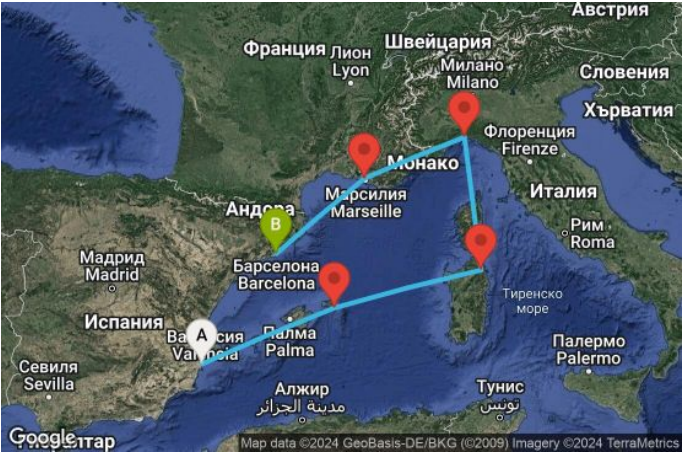 Австрия
Франция
Лион
Lyon
Швейцария
Милано
Milano
Словения
Хърватия
Флоренция
Firenze
Монако
Марсилия
Marseille
Италия
Андора
B
Рим
Roma
Мадрид
Madrid
Барселона
Barcelona
Тиренско
море
Испания
A
Палма
Palma
Палермо
Palermo
Севиля
Sevilla
Алжир
مدينة الجزائر
Тунис
تونس
Google
Map data ©2024 GeoBasis-DE/BKG (©2009) Imagery ©2024 TerraMetrics